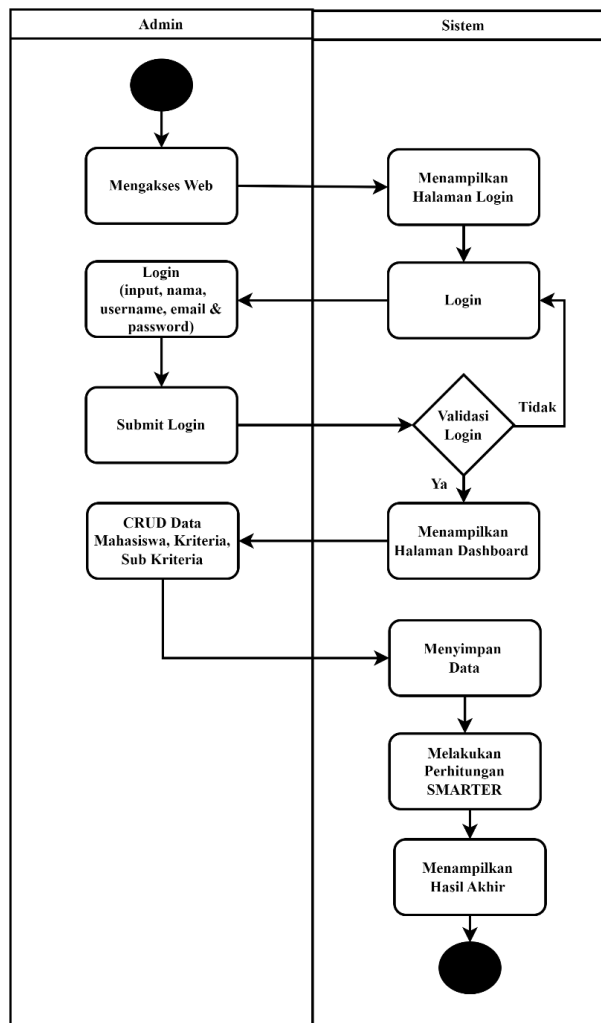 Admin
Sistem
Mengakses Web
Menampilkan
Halaman Login
Login
(input, nama,
username, email &
password)
Login
Submit Login
Validasi
Login
Tidak
Ya
CRUD Data
Mahasiswa, Kriteria,
Sub Kriteria
Menampilkan
Halaman Dashboard
Menyimpan
Data
Melakukan
Perhitungan
SMARTER
Menampilkan
Hasil Akhir